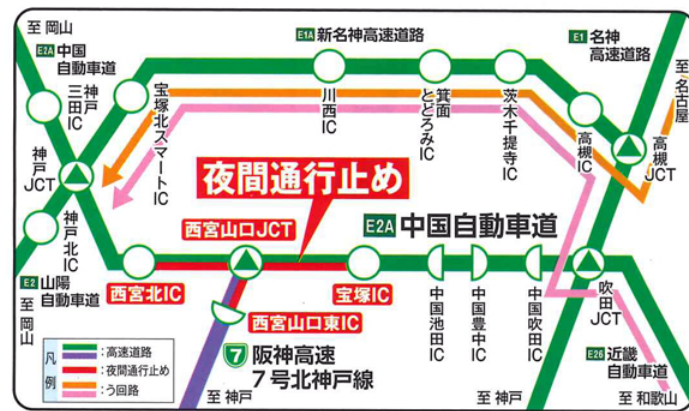 至 岡山
E2A 中国
自動車道
神戸
三田IC
神戸JCT
神戸北IC
E2 山陽
自動車道
至 岡山
宝塚北スマートIC
E1A 新名神高速道路
川西IC
箕面
とどろみIC
茨木千提寺IC
高槻IC
E1 名神
高速道路
至 名古屋
高槻JCT
夜間通行止め
西宮山口JCT
E2A 中国自動車道
西宮北IC
宝塚IC
西宮山口東IC
中国池田IC
中国豊中IC
中国吹田IC
吹田JCT
7 阪神高速
7号北神戸線
至 神戸
至 神戸
E26 近畿
自動車道
至 和歌山
凡例
:高速道路
:夜間通行止め
:う回路